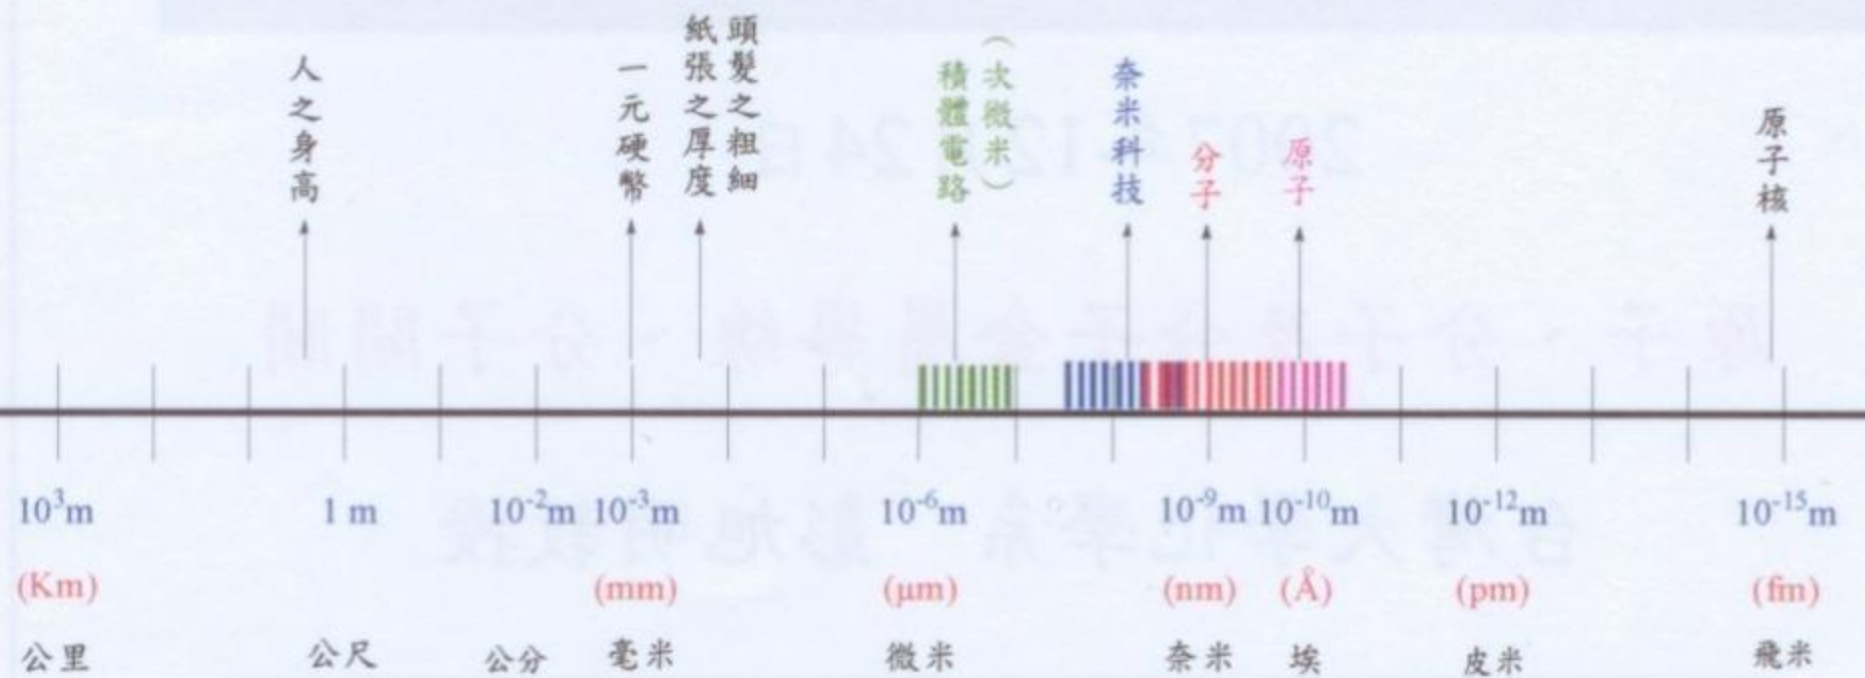 人之身高
一元硬幣
頭髮之粗細
紙張之厚度
(次微米)
積體電路
奈米科技
分子
原子
原子核
10³m 1 m 10⁻²m 10⁻³m 10⁻⁶m 10⁻⁹m 10⁻¹⁰m 10⁻¹²m 10⁻¹⁵m
(Km) (mm) (μm) (nm) (Å) (pm) (fm)
公里 公尺 公分 毫米 微米 奈米 埃 皮米 飛米